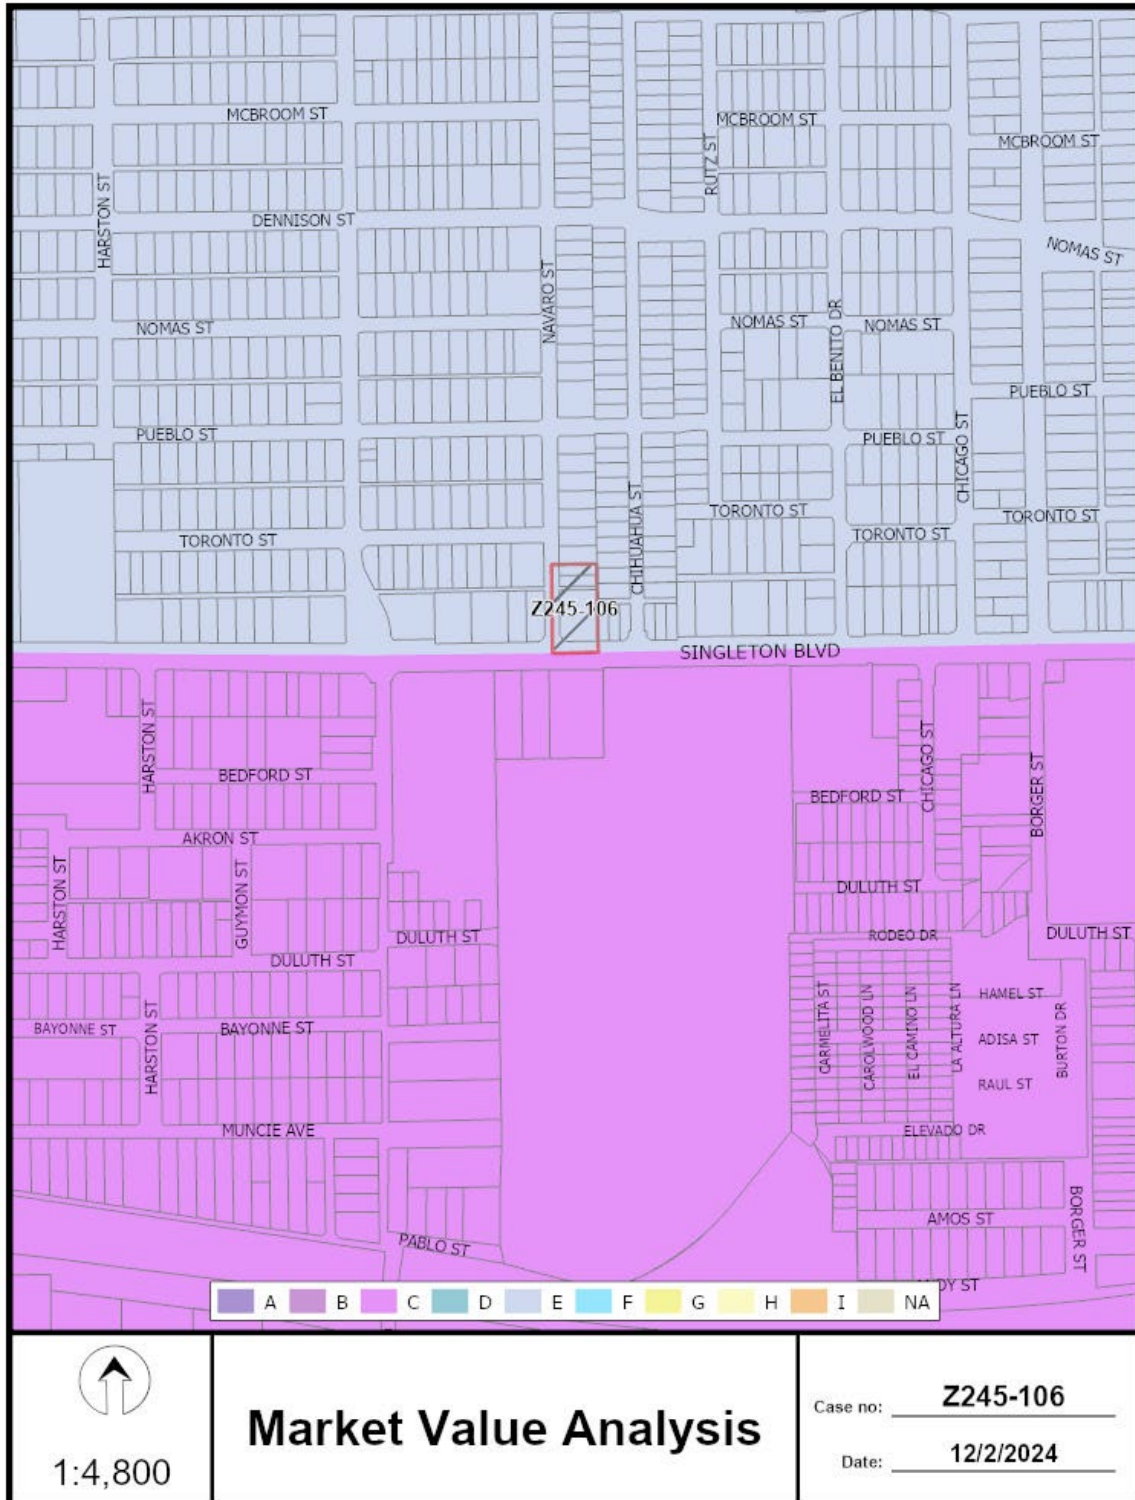 MCBROOM ST
MCBROOM ST
MCBROOM ST
RUTZ ST
HARSTON ST
DENNISON ST
NOMAS ST
NAVARO ST
NOMAS ST
NOMAS ST
NOMAS ST
EL BENITO DR
PUEBLO ST
PUEBLO ST
PUEBLO ST
CHICAGO ST
CHIHUAHUA ST
TORONTO ST
TORONTO ST
TORONTO ST
TORONTO ST
Z245-106
SINGLETON BLVD
HARSTON ST
BEDFORD ST
CHICAGO ST
BORGER ST
BEDFORD ST
AKRON ST
HARSTON ST
GUYMON ST
DULUTH ST
DULUTH ST
RODEO DR
DULUTH ST
DULUTH ST
CARMELITA ST
CAROLWOOD LN
EL CAMINO LN
LA ALTURA LN
HAMEL ST
BAYONNE ST
HARSTON ST
BAYONNE ST
ADISA ST
BURTON DR
RAUL ST
MUNCIE AVE
ELEVADO DR
BORGER ST
AMOS ST
PABLO ST
DY ST
A B C D E F G H I NA
1:4,800
Market Value Analysis
Case no: Z245-106
Date: 12/2/2024